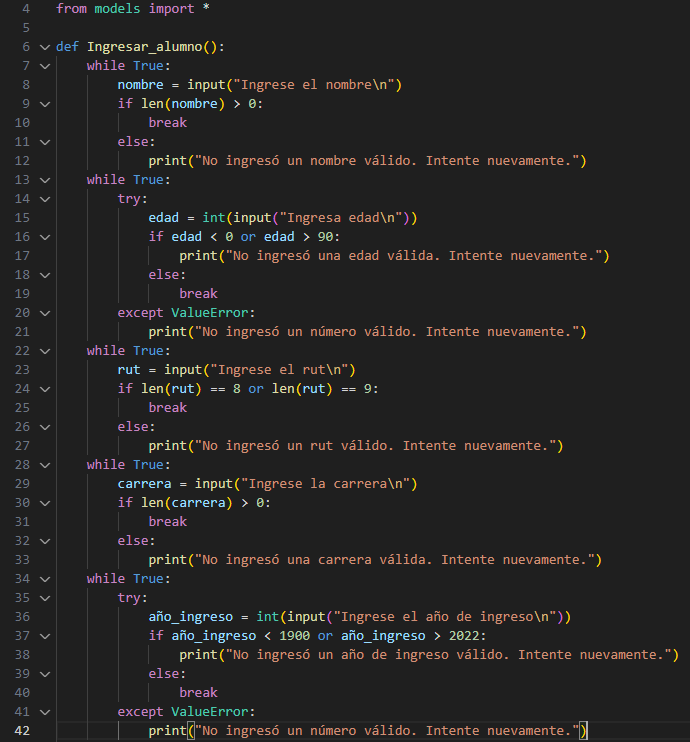 4 from models import *
5
6 def Ingresar_alumno():
7     while True:
8         nombre = input("Ingrese el nombre\n")
9         if len(nombre) > 0:
10             break
11         else:
12             print("No ingresó un nombre válido. Intente nuevamente.")
13     while True:
14         try:
15             edad = int(input("Ingresa edad\n"))
16             if edad < 0 or edad > 90:
17                 print("No ingresó una edad válida. Intente nuevamente.")
18             else:
19                 break
20         except ValueError:
21             print("No ingresó un número válido. Intente nuevamente.")
22     while True:
23         rut = input("Ingrese el rut\n")
24         if len(rut) == 8 or len(rut) == 9:
25             break
26         else:
27             print("No ingresó un rut válido. Intente nuevamente.")
28     while True:
29         carrera = input("Ingrese la carrera\n")
30         if len(carrera) > 0:
31             break
32         else:
33             print("No ingresó una carrera válida. Intente nuevamente.")
34     while True:
35         try:
36             año_ingreso = int(input("Ingrese el año de ingreso\n"))
37             if año_ingreso < 1900 or año_ingreso > 2022:
38                 print("No ingresó un año de ingreso válido. Intente nuevamente.")
39             else:
40                 break
41         except ValueError:
42             print("No ingresó un número válido. Intente nuevamente.")